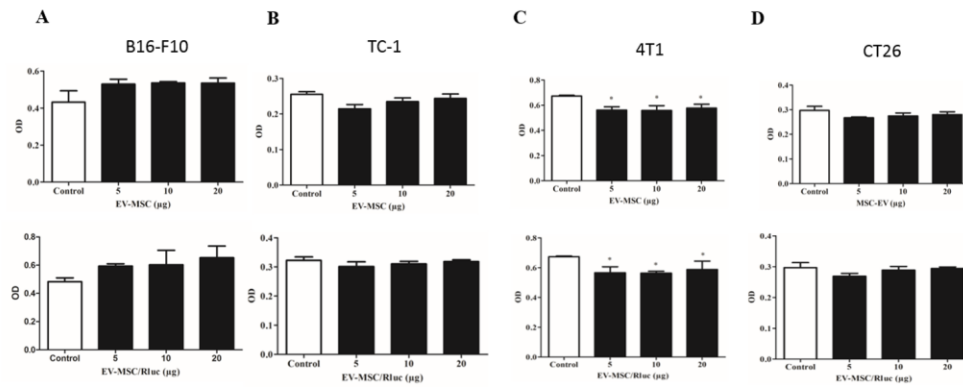 A
B
C
D
B16-F10
TC-1
4T1
CT26
OD
0.6
0.4
0.2
0.0
Control
5
10
20
EV-MSC (µg)
OD
0.3
0.2
0.1
0.0
Control
5
10
20
EV-MSC (µg)
OD
0.8
0.6
0.4
0.2
0.0
*
*
*
Control
5
10
20
EV-MSC (µg)
OD
0.4
0.3
0.2
0.1
0.0
Control
5
10
20
MSC-EV (µg)
OD
0.8
0.6
0.4
0.2
0.0
Control
5
10
20
EV-MSC/Rluc (µg)
OD
0.4
0.3
0.2
0.1
0.0
Control
5
10
20
EV-MSC/Rluc (µg)
OD
0.8
0.6
0.4
0.2
0.0
*
*
*
Control
5
10
20
EV-MSC/Rluc (µg)
OD
0.4
0.3
0.2
0.1
0.0
Control
5
10
20
EV-MSC/Rluc (µg)